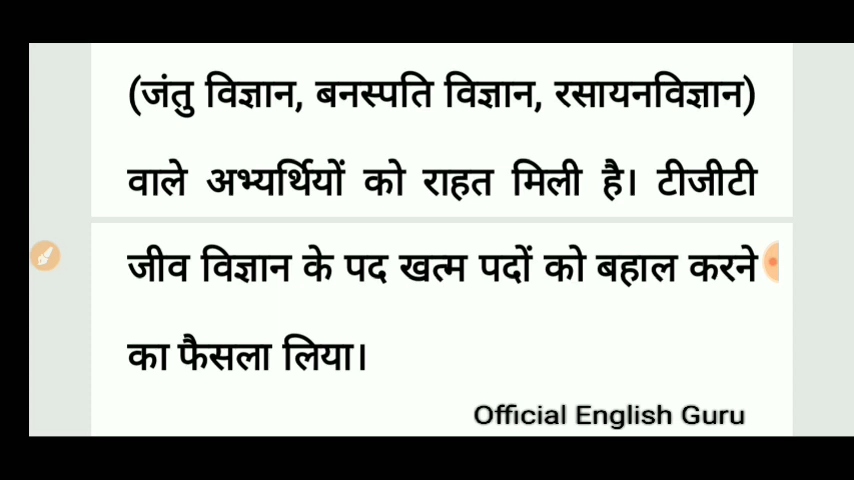 (जंतु विज्ञान, बनस्पति विज्ञान, रसायनविज्ञान)
वाले अभ्यर्थियों को राहत मिली है। टीजीटी
जीव विज्ञान के पद खत्म पदों को बहाल करने
का फैसला लिया।
Official English Guru